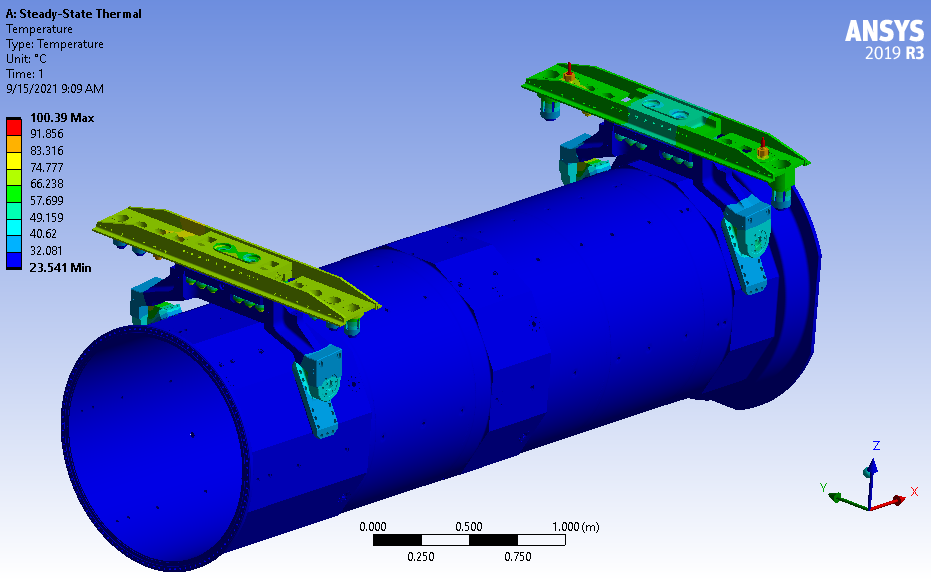 A: Steady-State Thermal
Temperature
Type: Temperature
Unit: °C
Time: 1
9/15/2021 9:09 AM
100.39 Max
91.856
83.316
74.777
66.238
57.699
49.159
40.62
32.081
23.541 Min
ANSYS
2019 R3
Z
Y
X
0.000
0.500
1.000 (m)
0.250
0.750